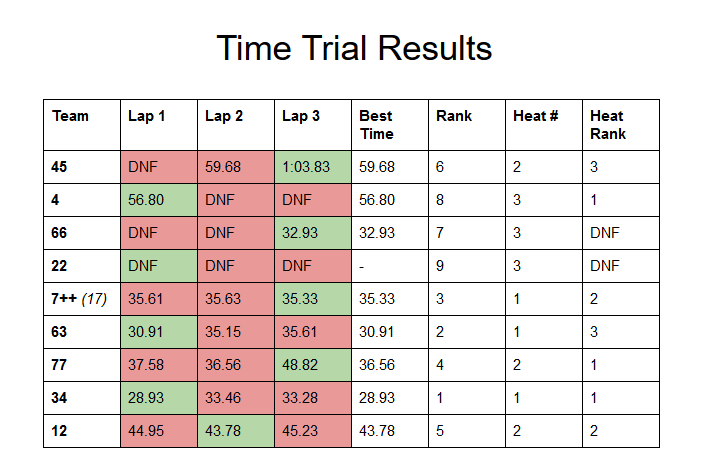 Time Trial Results
Team Lap 1 Lap 2 Lap 3 Best Time Rank Heat # Heat Rank
45 DNF 59.68 1:03.83 59.68 6 2 3
4 56.80 DNF DNF 56.80 8 3 1
66 DNF DNF 32.93 32.93 7 3 DNF
22 DNF DNF DNF - 9 3 DNF
7++ (17) 35.61 35.63 35.33 35.33 3 1 2
63 30.91 35.15 35.61 30.91 2 1 3
77 37.58 36.56 48.82 36.56 4 2 1
34 28.93 33.46 33.28 28.93 1 1 1
12 44.95 43.78 45.23 43.78 5 2 2